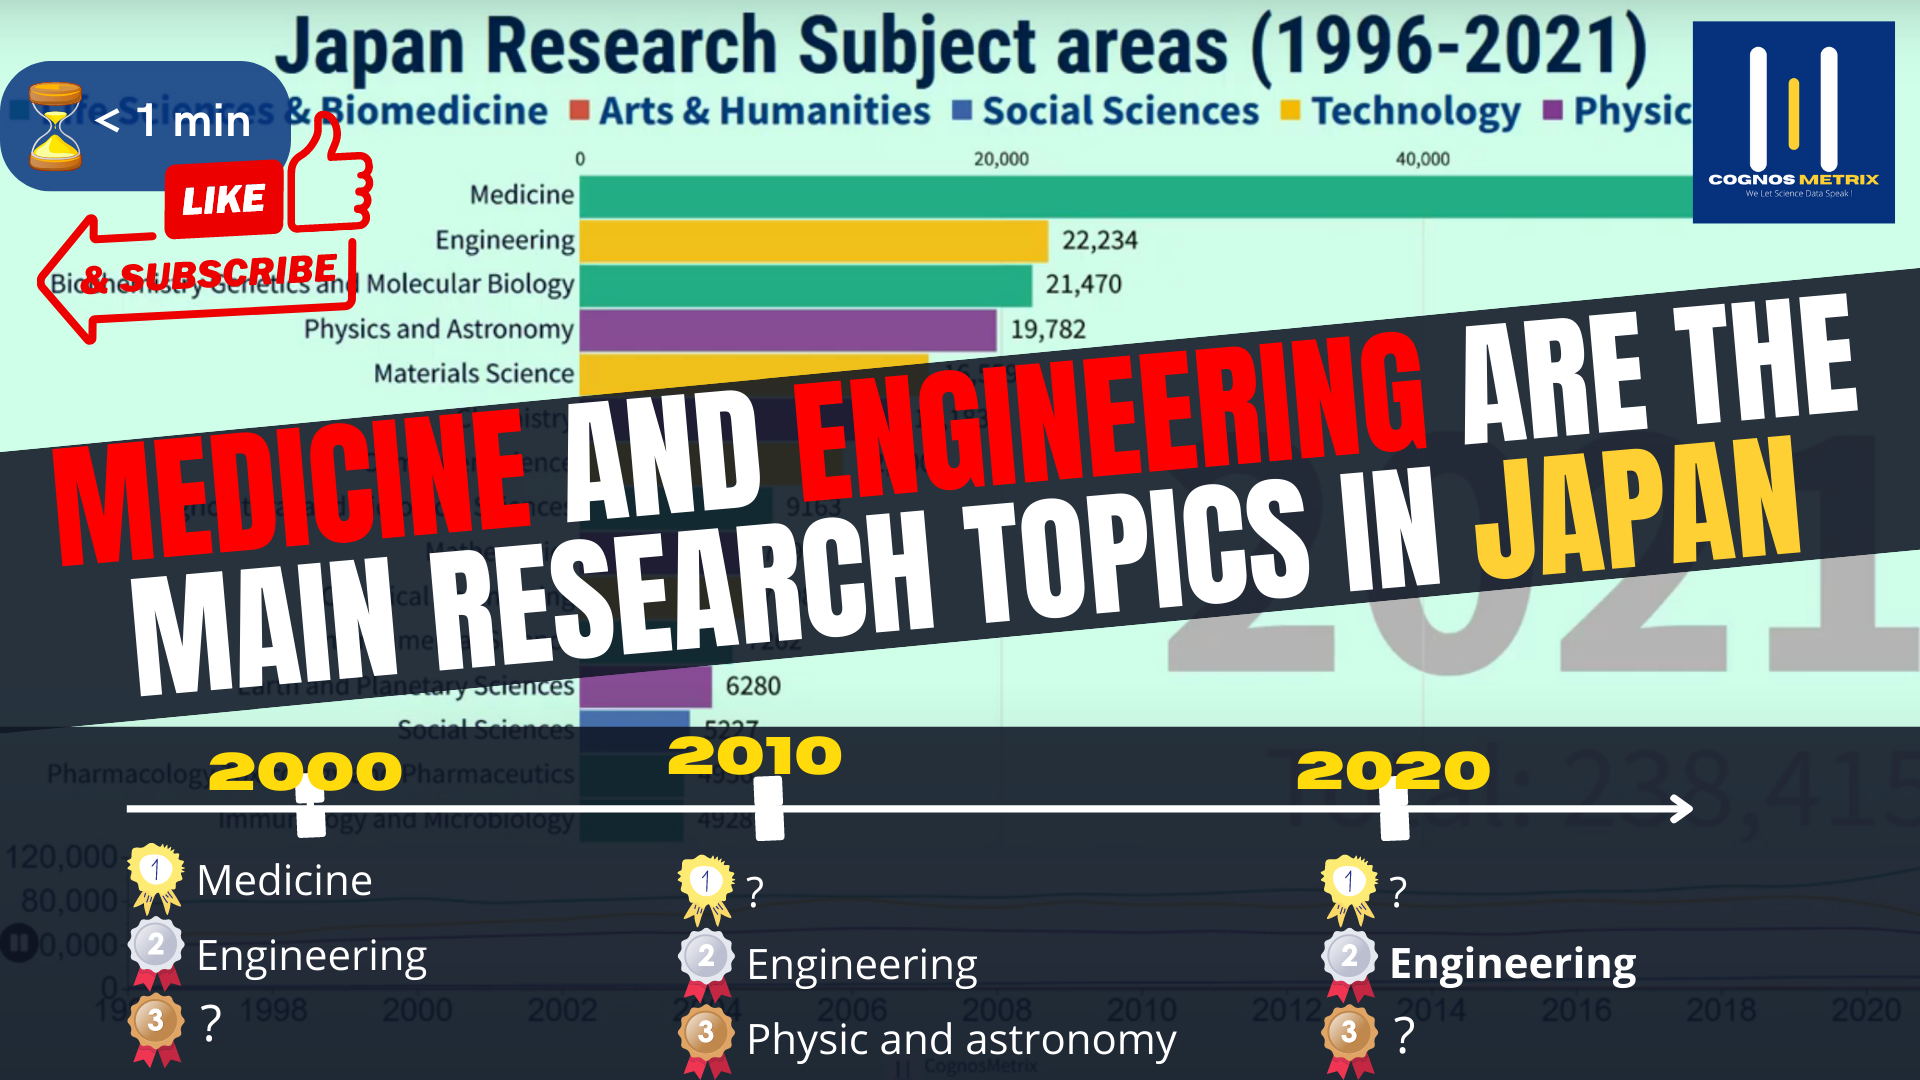 Japan Research Subject areas (1996-2021)
Life Sciences & Biomedicine Arts & Humanities Social Sciences Technology Physic
< 1 min
LIKE
& SUBSCRIBE
COGNOS METRIX
We Let Science Data Speak !
0 20,000 40,000
Medicine
Engineering 22,234
Biochemistry Genetics and Molecular Biology 21,470
Physics and Astronomy 19,782
Materials Science
9163
MEDICINE AND ENGINEERING ARE THE
MAIN RESEARCH TOPICS IN JAPAN
2021
7262
Earth and Planetary Sciences 6280
Social Sciences 5227
Pharmacology Pharmaceutics
Immunology and Microbiology 4928
Total: 238,415
2000 2010 2020
1 Medicine
2 Engineering
3 ?
1 ?
2 Engineering
3 Physic and astronomy
1 ?
2 Engineering
3 ?
120,000
80,000
0,000
0
1998 2000 2002 2006 2008 2010 2012 2014 2016 2018 2020
CognosMetrix